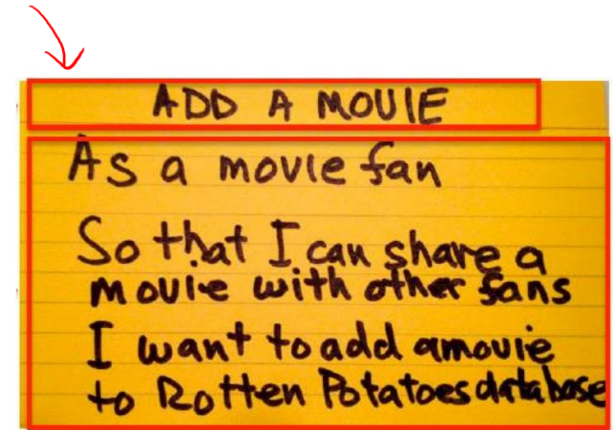 ADD A MOVIE
As a movie fan
So that I can share a
movie with other fans
I want to add a movie
to Rotten Potatoes database